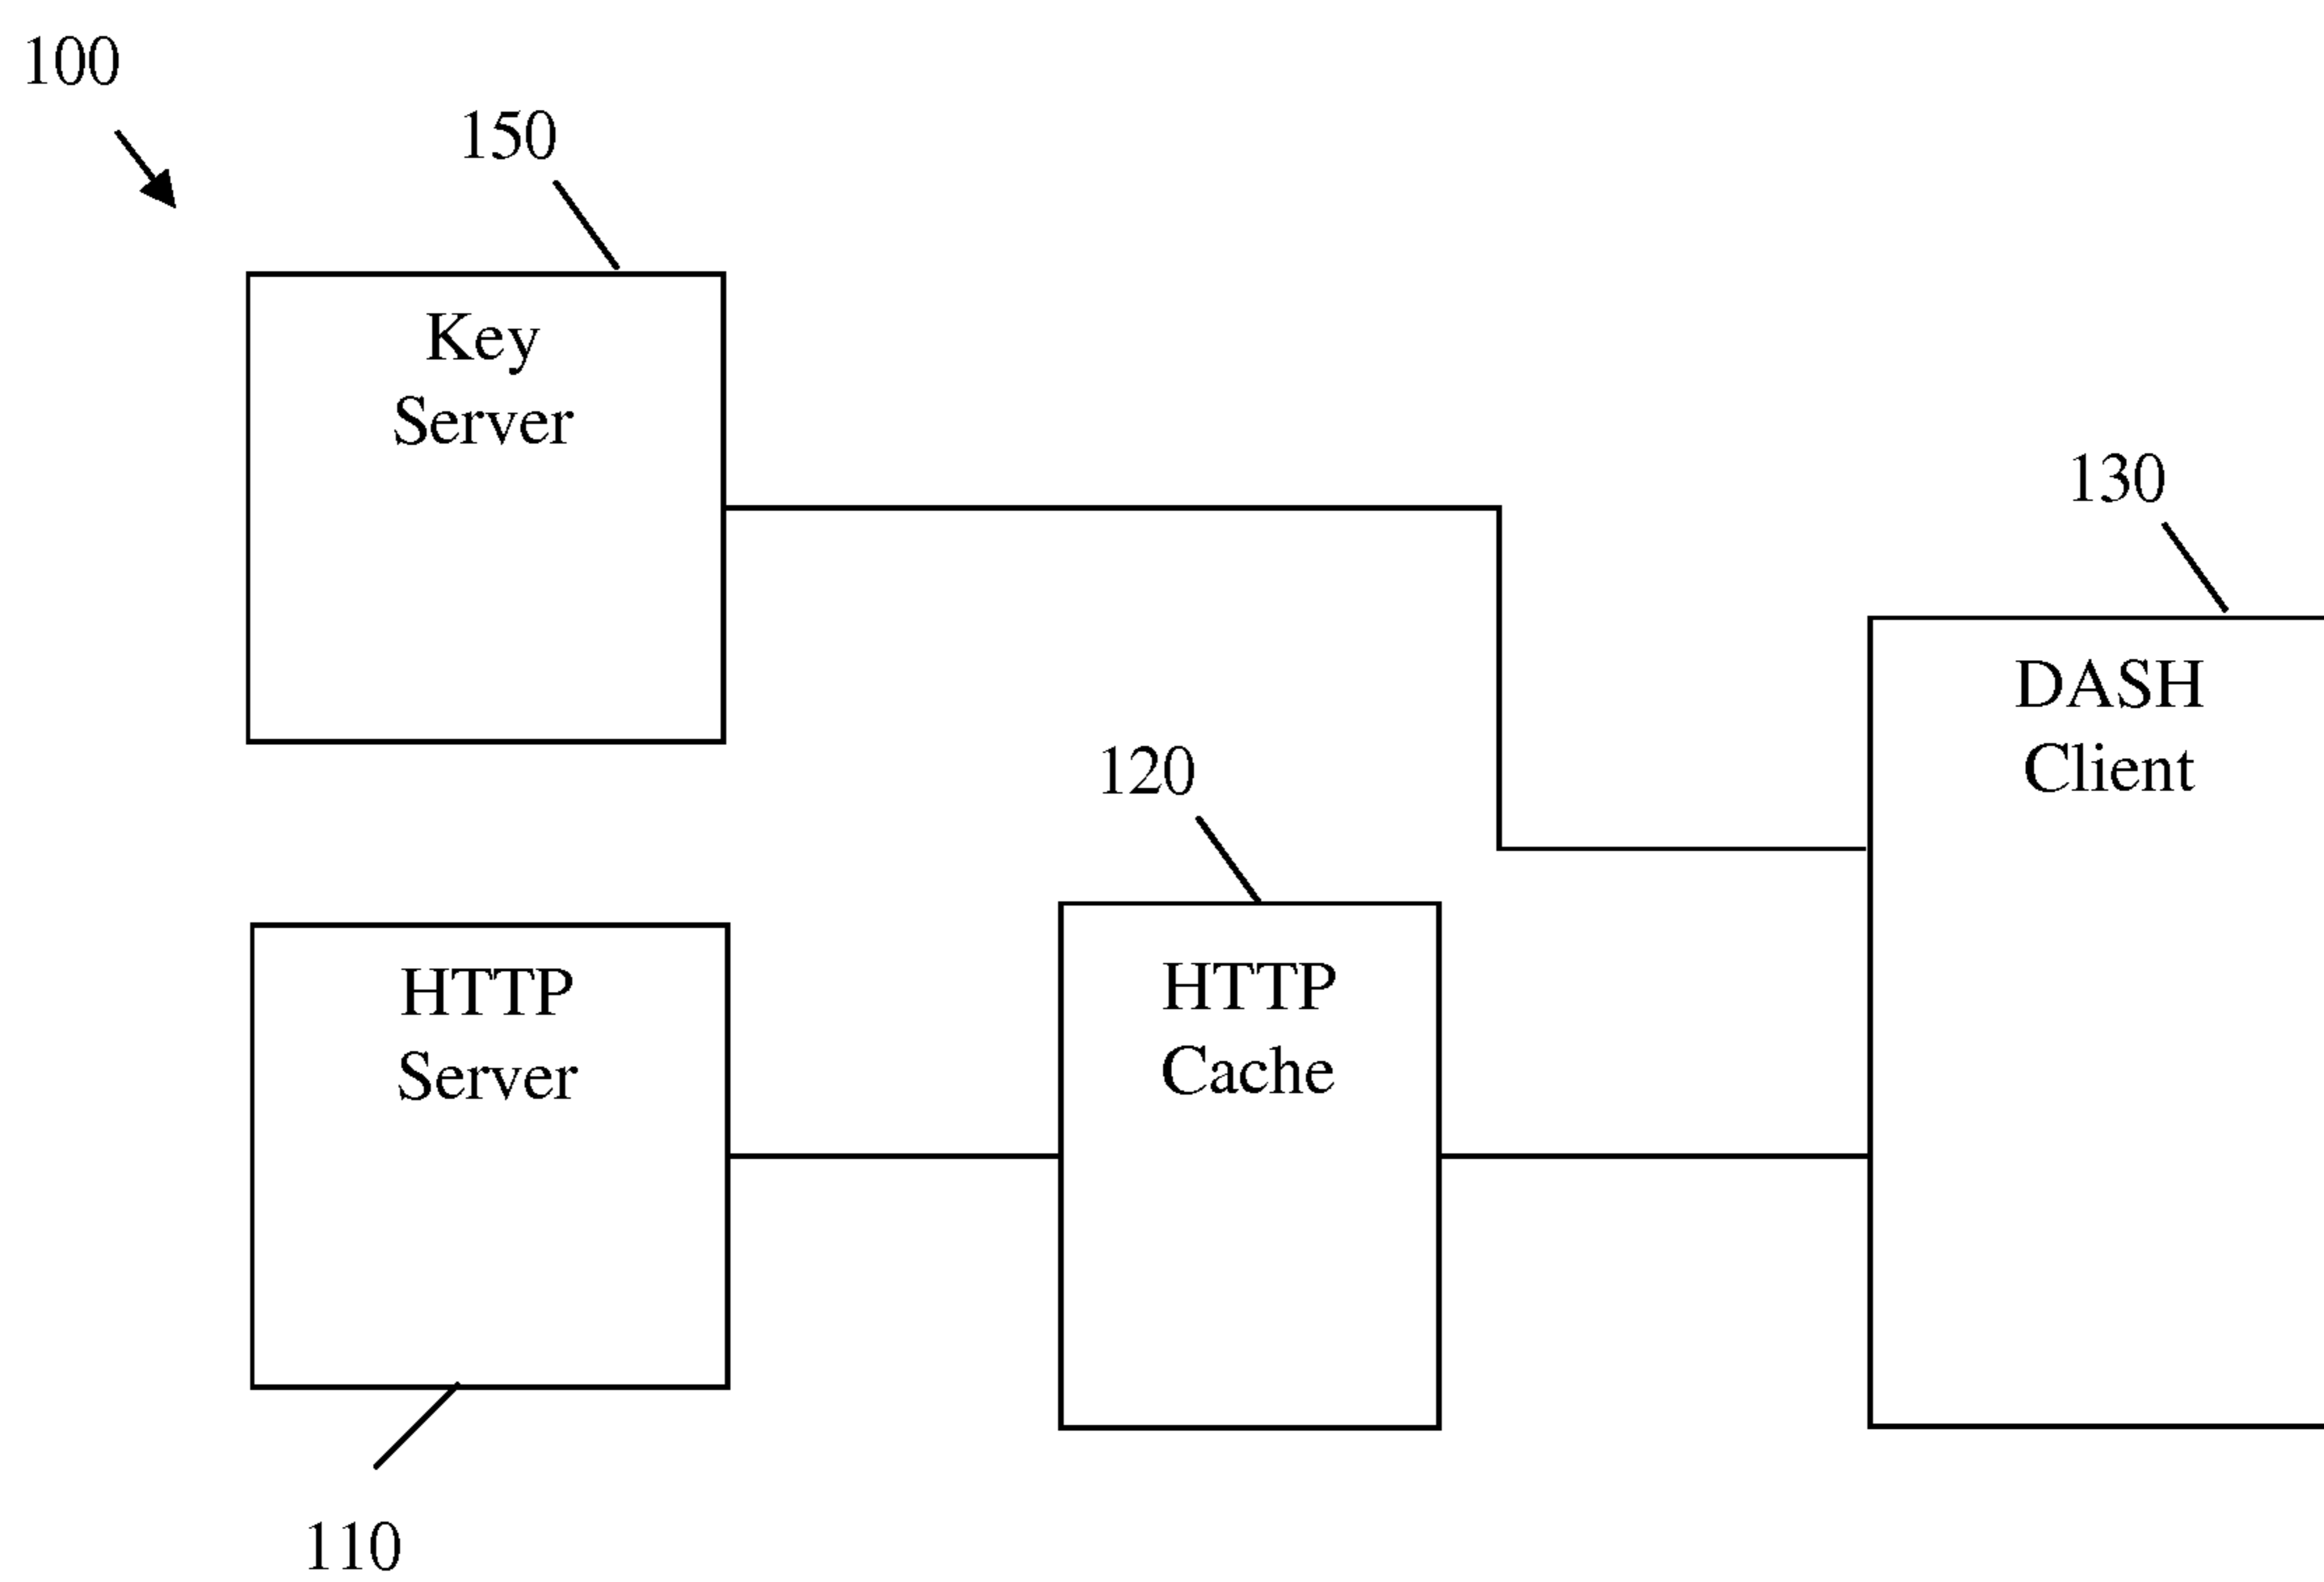 100
150
Key
Server
130
DASH
Client
120
HTTP
Server
HTTP
Cache
110